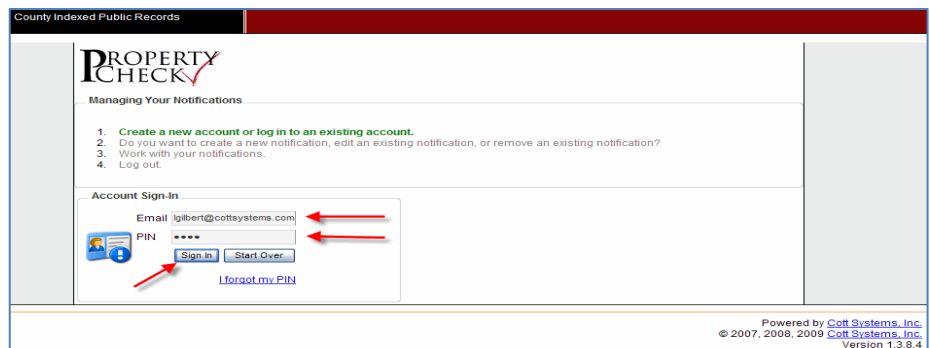 County Indexed Public Records
PROPERTY
CHECK
Managing Your Notifications
1. Create a new account or log in to an existing account.
2. Do you want to create a new notification, edit an existing notification, or remove an existing notification?
3. Work with your notifications.
4. Log out.
Account Sign-In
Email lgilbert@cottsystems.com
PIN ••••
Sign In Start Over
I forgot my PIN
Powered by Cott Systems, Inc.
© 2007, 2008, 2009 Cott Systems, Inc.
Version 1.3.8.4